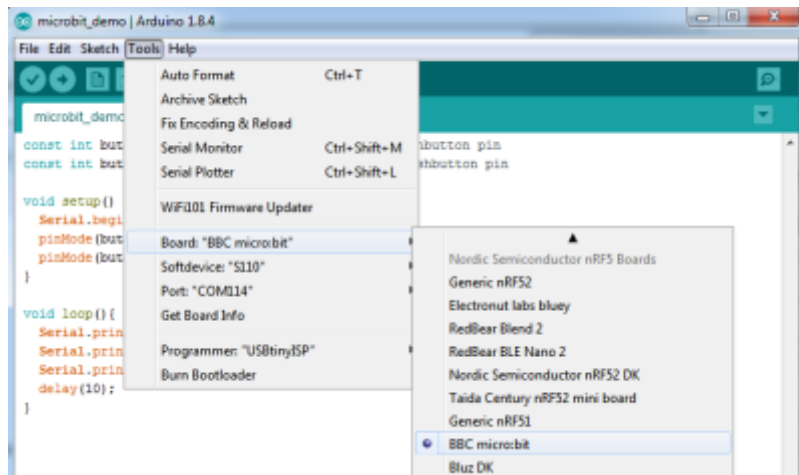 microbit_demo | Arduino 1.8.4
File Edit Sketch Tools Help
microbit_demo
const int but
const int but
hbutton pin
shbutton pin
void setup()
Serial.begi
pinMode(but
pinMode(but
}
void loop(){
Serial.prin
Serial.prin
Serial.prin
delay(10);
}
Auto Format Ctrl+T
Archive Sketch
Fix Encoding & Reload
Serial Monitor Ctrl+Shift+M
Serial Plotter Ctrl+Shift+L
WiFi101 Firmware Updater
Board: "BBC micro:bit"
Softdevice: "S110"
Port: "COM114"
Get Board Info
Programmer: "USBtinyISP"
Burn Bootloader
Nordic Semiconductor nRF5 Boards
Generic nRF52
Electronut labs bluey
RedBear Blend 2
RedBear BLE Nano 2
Nordic Semiconductor nRF52 DK
Taida Century nRF52 mini board
Generic nRF51
BBC micro:bit
Bluz DK